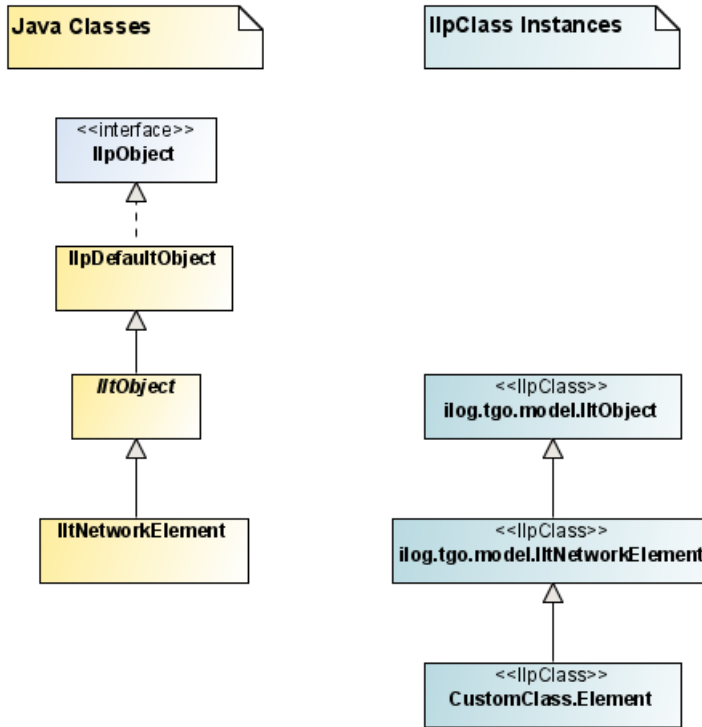 Java Classes
IlpClass Instances
<<interface>>
IlpObject
IlpDefaultObject
IltObject
<<IlpClass>>
ilog.tgo.model.IltObject
IltNetworkElement
<<IlpClass>>
ilog.tgo.model.IltNetworkElement
<<IlpClass>>
CustomClass.Element